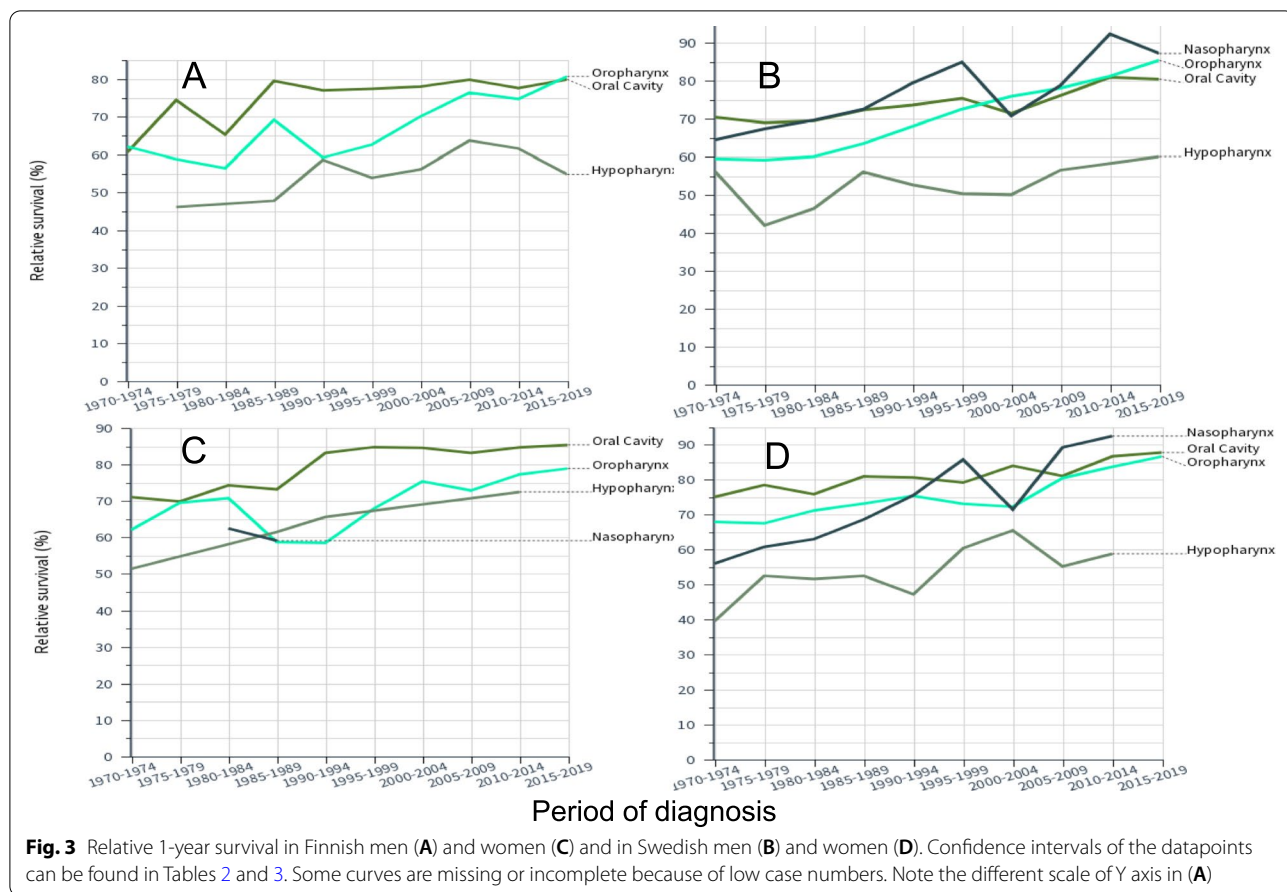 A
Relative survival (%)
80
70
60
50
40
30
20
10
0
Oropharynx
Oral Cavity
Hypopharynx
1970-1974 1975-1979 1980-1984 1985-1989 1990-1994 1995-1999 2000-2004 2005-2009 2010-2014 2015-2019
B
90
80
70
60
50
40
30
20
10
0
Nasopharynx
Oropharynx
Oral Cavity
Hypopharynx
1970-1974 1975-1979 1980-1984 1985-1989 1990-1994 1995-1999 2000-2004 2005-2009 2010-2014 2015-2019
C
Relative survival (%)
90
80
70
60
50
40
30
20
10
0
Oral Cavity
Oropharynx
Hypopharynx
Nasopharynx
1970-1974 1975-1979 1980-1984 1985-1989 1990-1994 1995-1999 2000-2004 2005-2009 2010-2014 2015-2019
D
90
80
70
60
50
40
30
20
10
0
Nasopharynx
Oral Cavity
Oropharynx
Hypopharynx
1970-1974 1975-1979 1980-1984 1985-1989 1990-1994 1995-1999 2000-2004 2005-2009 2010-2014 2015-2019
Period of diagnosis
Fig. 3 Relative 1-year survival in Finnish men (A) and women (C) and in Swedish men (B) and women (D). Confidence intervals of the datapoints
can be found in Tables 2 and 3. Some curves are missing or incomplete because of low case numbers. Note the different scale of Y axis in (A)